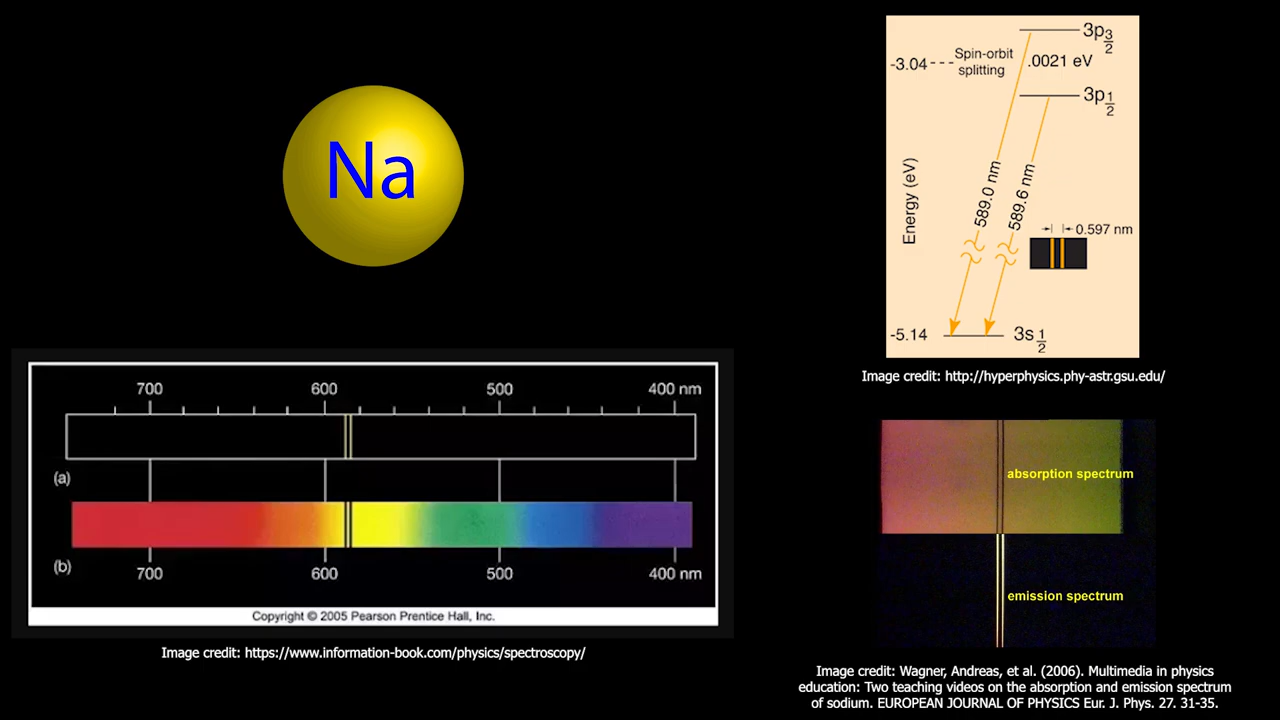 Na
3p3/2
-3.04
Spin-orbit
splitting
.0021 eV
3p1/2
Energy (eV)
589.0 nm
589.6 nm
0.597 nm
-5.14
3s1/2
Image credit: http://hyperphysics.phy-astr.gsu.edu/
700 600 500 400 nm
(a)
(b)
700 600 500 400 nm
Copyright © 2005 Pearson Prentice Hall, Inc.
Image credit: https://www.information-book.com/physics/spectroscopy/
absorption spectrum
emission spectrum
Image credit: Wagner, Andreas, et al. (2006). Multimedia in physics
education: Two teaching videos on the absorption and emission spectrum
of sodium. EUROPEAN JOURNAL OF PHYSICS Eur. J. Phys. 27. 31-35.